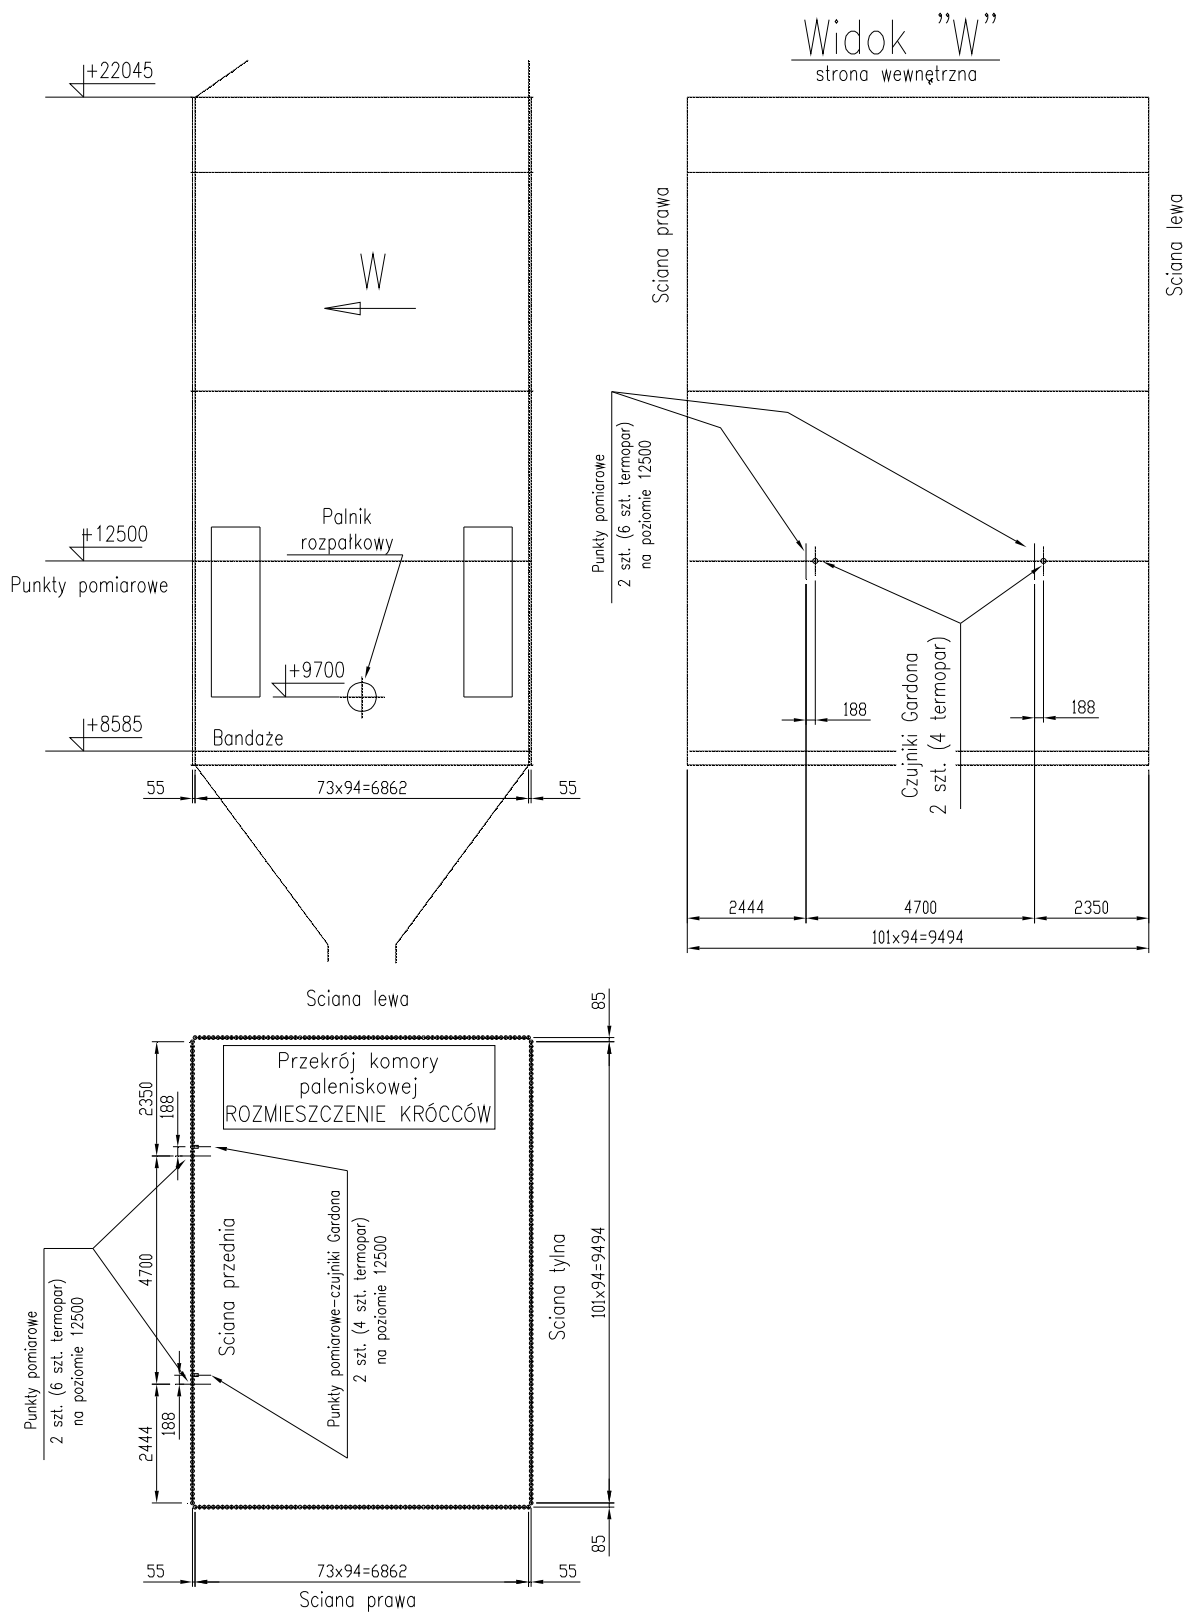 Widok "W"
strona wewnętrzna
+22045
W
Sciana prawa
Sciana lewa
Punkty pomiarowe
2 szt. (6 szt. termopar)
na poziomie 12500
+12500
Punkty pomiarowe
Palnik
rozpałkowy
+9700
+8585
Bandaże
55
73x94=6862
55
188
188
Czujniki Gardona
2 szt. (4 termopar)
2444
4700
2350
101x94=9494
Sciana lewa
85
Przekrój komory
paleniskowej
ROZMIESZCZENIE KRÓCCÓW
2350
188
4700
188
2444
Sciana przednia
Punkty pomiarowe-czujniki Gardona
2 szt. (4 szt. termopar)
na poziomie 12500
Sciana tylna
101x94=9494
Punkty pomiarowe
2 szt. (6 szt. termopar)
na poziomie 12500
85
55
73x94=6862
55
Sciana prawa